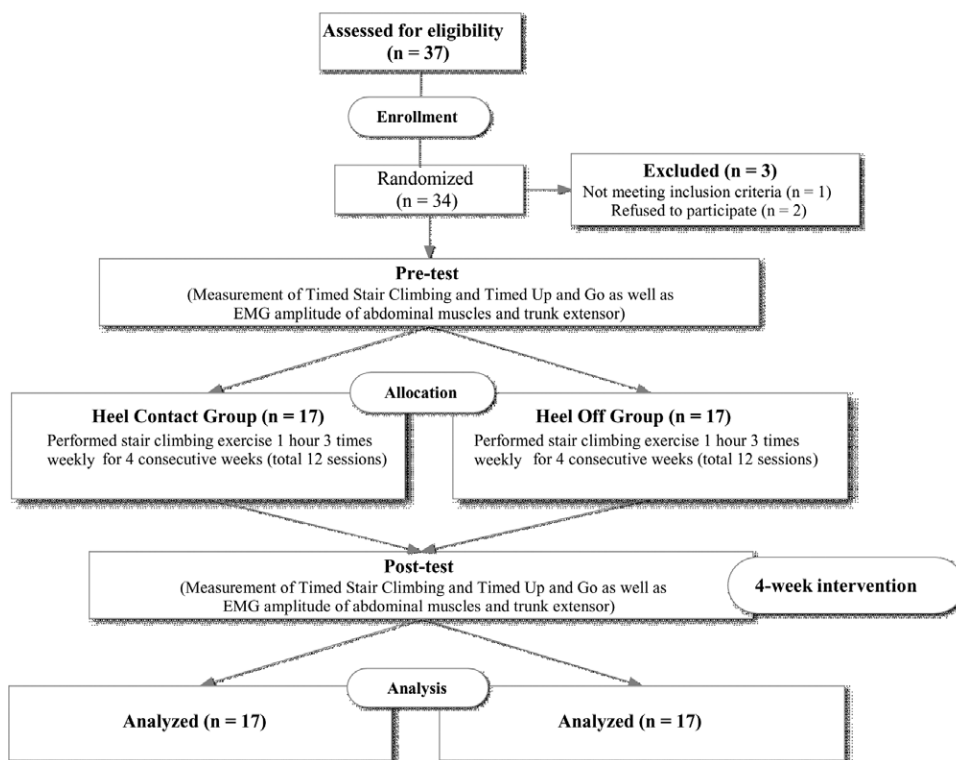 Assessed for eligibility
(n = 37)
Enrollment
Randomized
(n = 34)
Excluded (n = 3)
Not meeting inclusion criteria (n = 1)
Refused to participate (n = 2)
Pre-test
(Measurement of Timed Stair Climbing and Timed Up and Go as well as
EMG amplitude of abdominal muscles and trunk extensor)
Allocation
Heel Contact Group (n = 17)
Performed stair climbing exercise 1 hour 3 times
weekly for 4 consecutive weeks (total 12 sessions)
Heel Off Group (n = 17)
Performed stair climbing exercise 1 hour 3 times
weekly for 4 consecutive weeks (total 12 sessions)
Post-test
(Measurement of Timed Stair Climbing and Timed Up and Go as well as
EMG amplitude of abdominal muscles and trunk extensor)
4-week intervention
Analysis
Analyzed (n = 17)
Analyzed (n = 17)